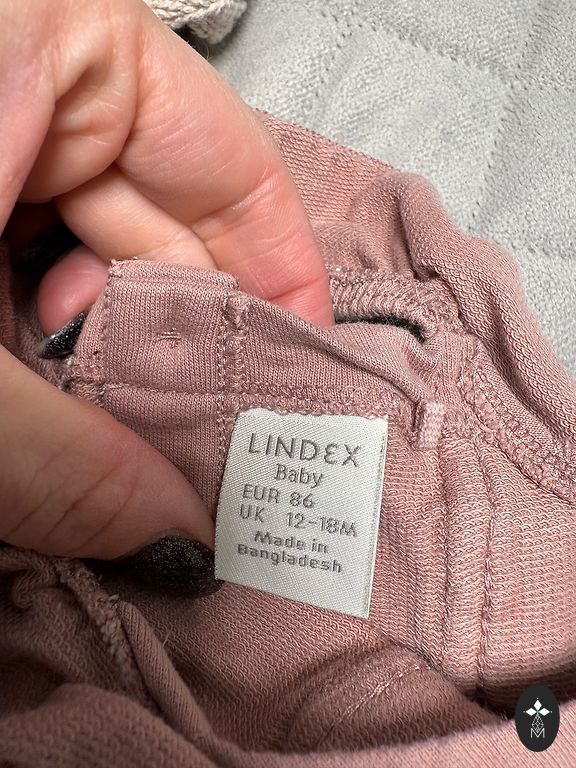 LINDEX
Baby
EUR 86
UK 12-18M
Made in
Bangladesh
M